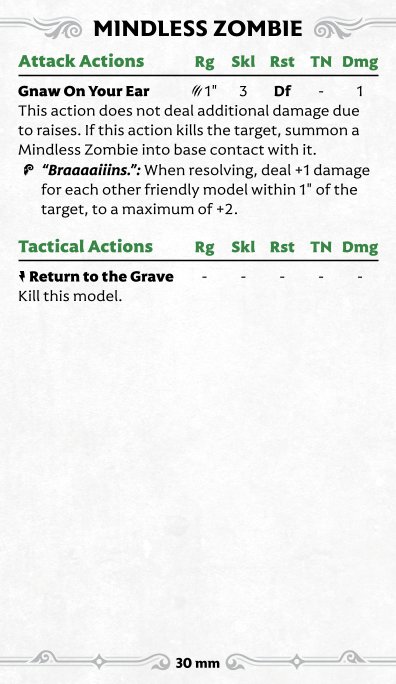 MINDLESS ZOMBIE
Attack Actions Rg Skl Rst TN Dmg
Gnaw On Your Ear 1" 3 Df - 1
This action does not deal additional damage due
to raises. If this action kills the target, summon a
Mindless Zombie into base contact with it.
"Braaaaiiins.": When resolving, deal +1 damage
for each other friendly model within 1" of the
target, to a maximum of +2.
Tactical Actions Rg Skl Rst TN Dmg
Return to the Grave - - - - -
Kill this model.
30 mm